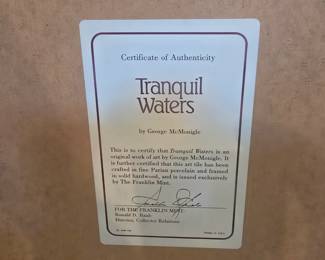 Certificate of Authenticity
Tranquil
Waters
by George McMonigle
This is to certify that Tranquil Waters is an
original work of art by George McMonigle. It
is further certified that this art tile has been
crafted in fine Parian porcelain and framed
in solid hardwood, and is issued exclusively
by The Franklin Mint.
FOR THE FRANKLIN MINT
Ronald D. Raab
Director, Collector Relations